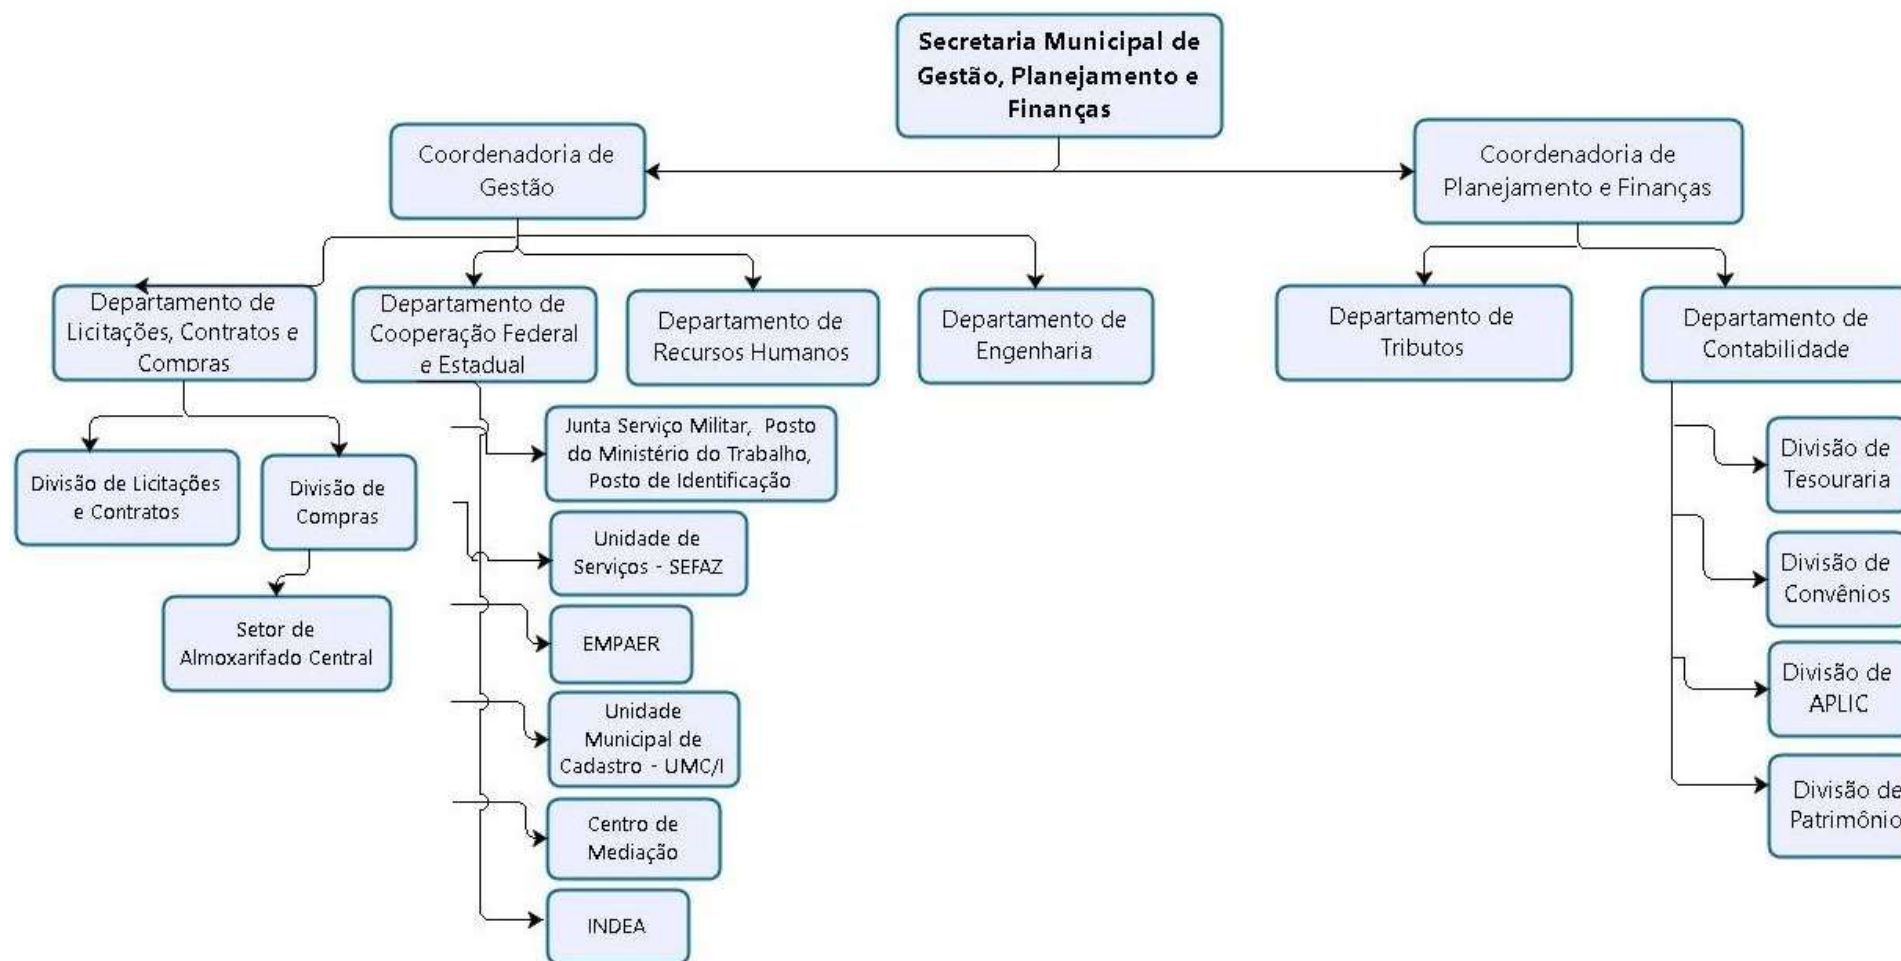 Secretaria Municipal de
Gestão, Planejamento e
Finanças
Coordenadoria de
Gestão
Coordenadoria de
Planejamento e Finanças
Departamento de
Licitações, Contratos e
Compras
Departamento de
Cooperação Federal
e Estadual
Departamento de
Recursos Humanos
Departamento de
Engenharia
Departamento de
Tributos
Departamento de
Contabilidade
Divisão de Licitações
e Contratos
Divisão de
Compras
Setor de
Almoxarifado Central
Junta Serviço Militar, Posto
do Ministério do Trabalho,
Posto de Identificação
Unidade de
Serviços - SEFAZ
EMPAER
Unidade
Municipal de
Cadastro - UMC/I
Centro de
Mediação
INDEA
Divisão de
Tesouraria
Divisão de
Convênios
Divisão de
APLIC
Divisão de
Patrimônio